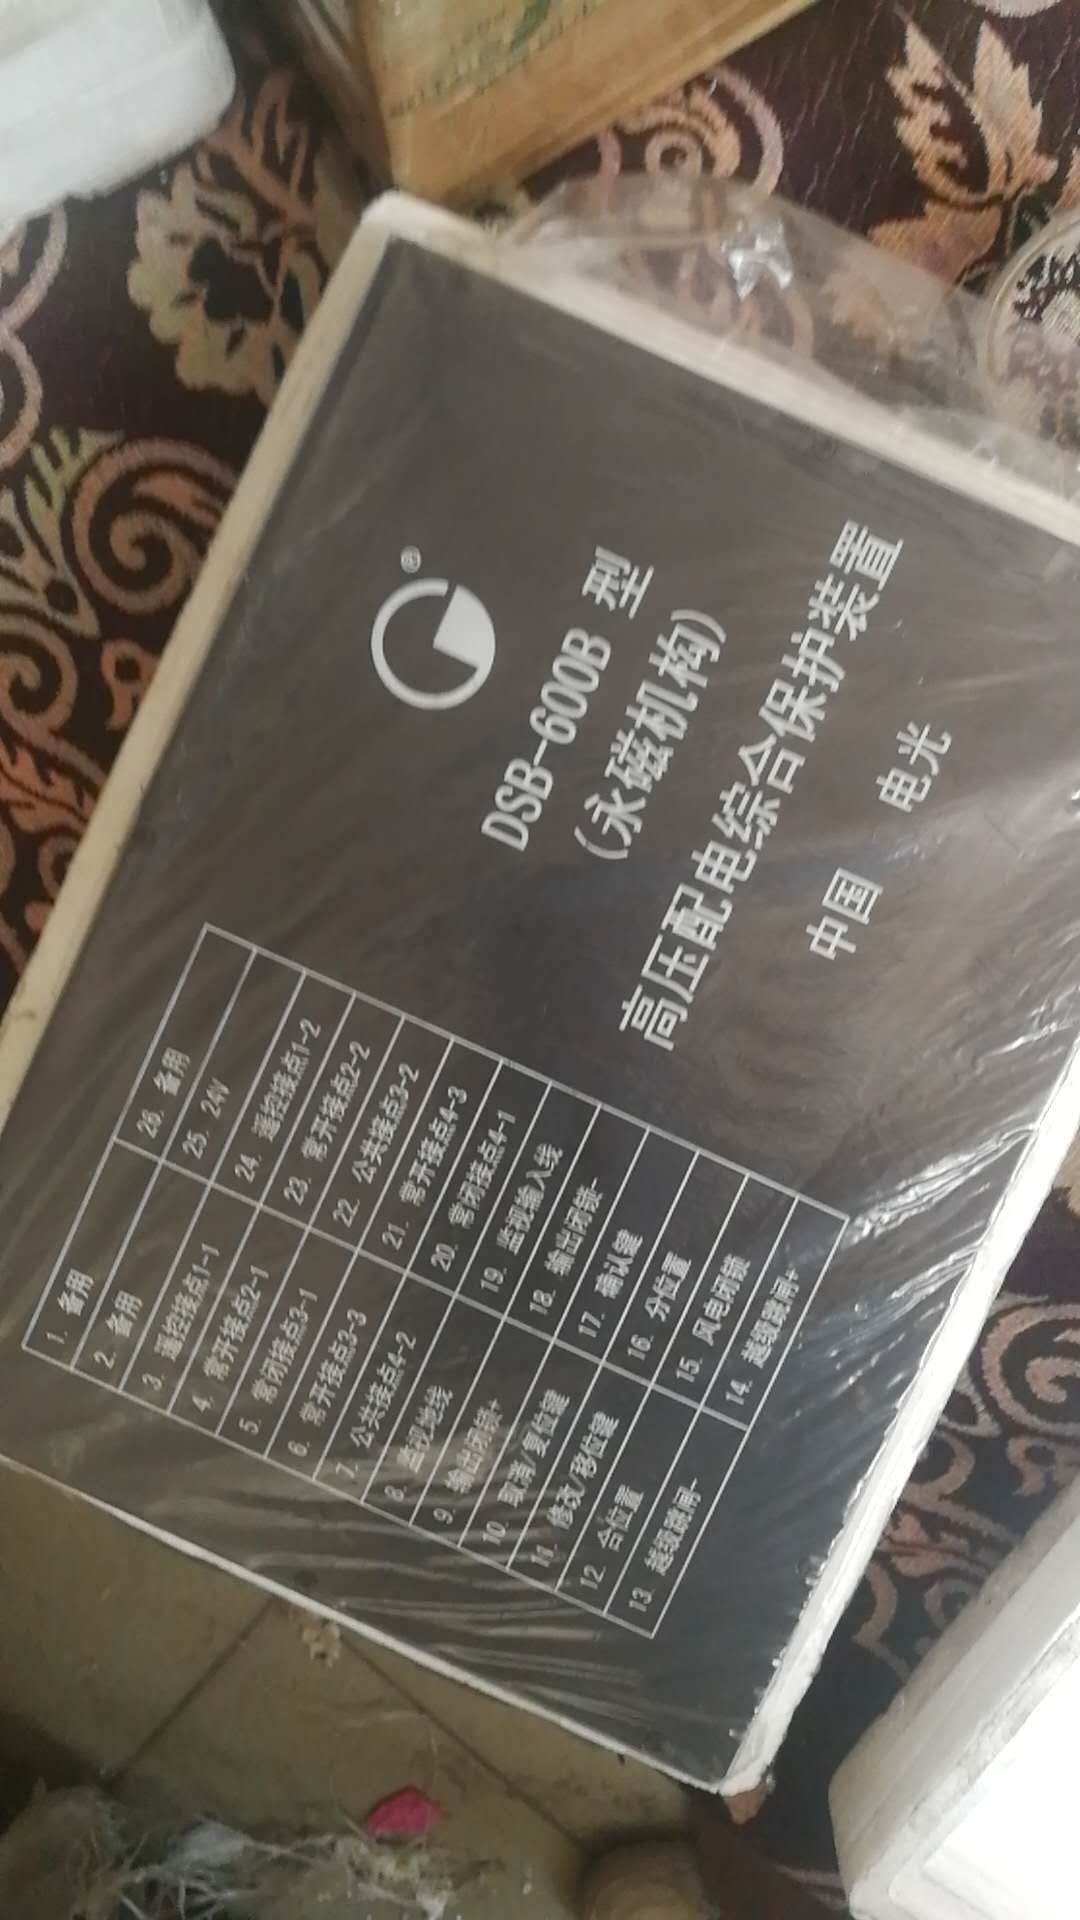 ®
DSB-600B 型
(永磁机构)
高压配电综合保护装置
中国 电光
1. 备用 26. 备用
2. 备用 25. 24V
3. 遥控接点1-1 24. 遥控接点1-2
4. 常开接点2-1 23. 常开接点2-2
5. 常闭接点3-1 22. 公共接点3-2
6. 常开接点3-3 21. 常开接点4-3
7. 公共接点4-2 20. 常闭接点4-1
8. 监视地线 19. 监视输入线
9. 输出闭锁+ 18. 输出闭锁-
10. 取消/复位键 17. 确认键
11. 修改/移位键 16. 分位置
12. 合位置 15. 风电闭锁
13. 越级跳闸- 14. 越级跳闸+